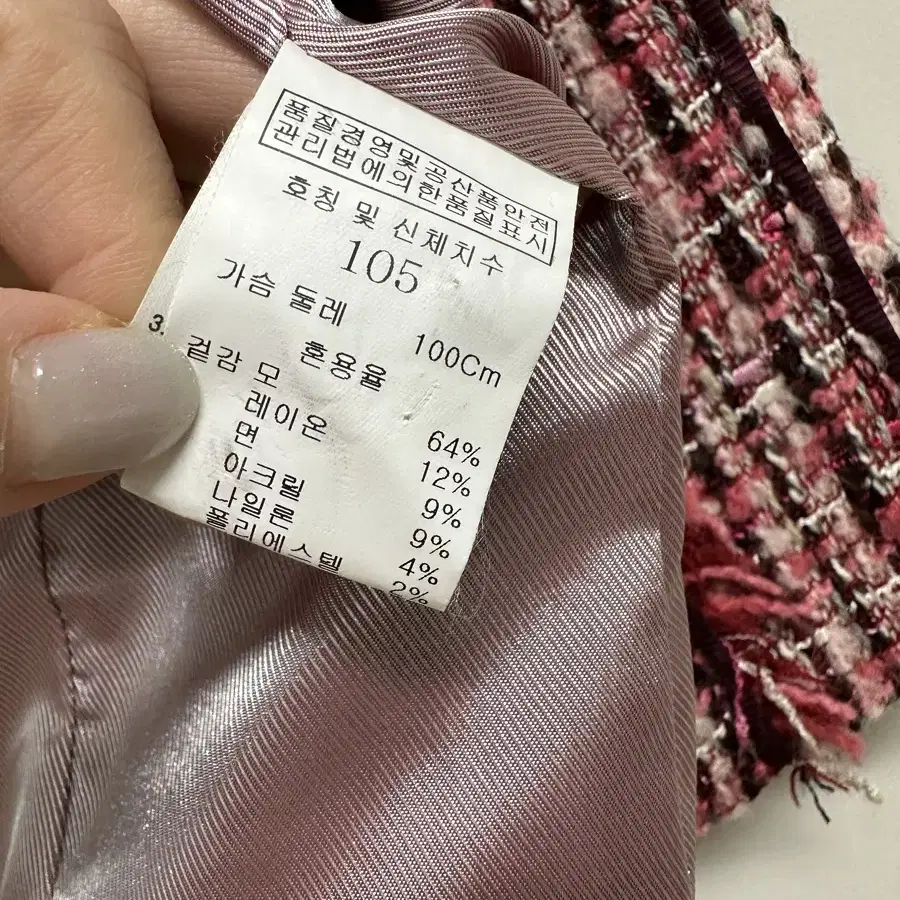 품질경영및공산품안전
관리법에의한품질표시
호칭 및 신체치수
105
가슴 둘레 100Cm
3. 혼용율
겉감 모 64%
레이온 12%
면 9%
아크릴 9%
나일론 4%
폴리에스텔 2%